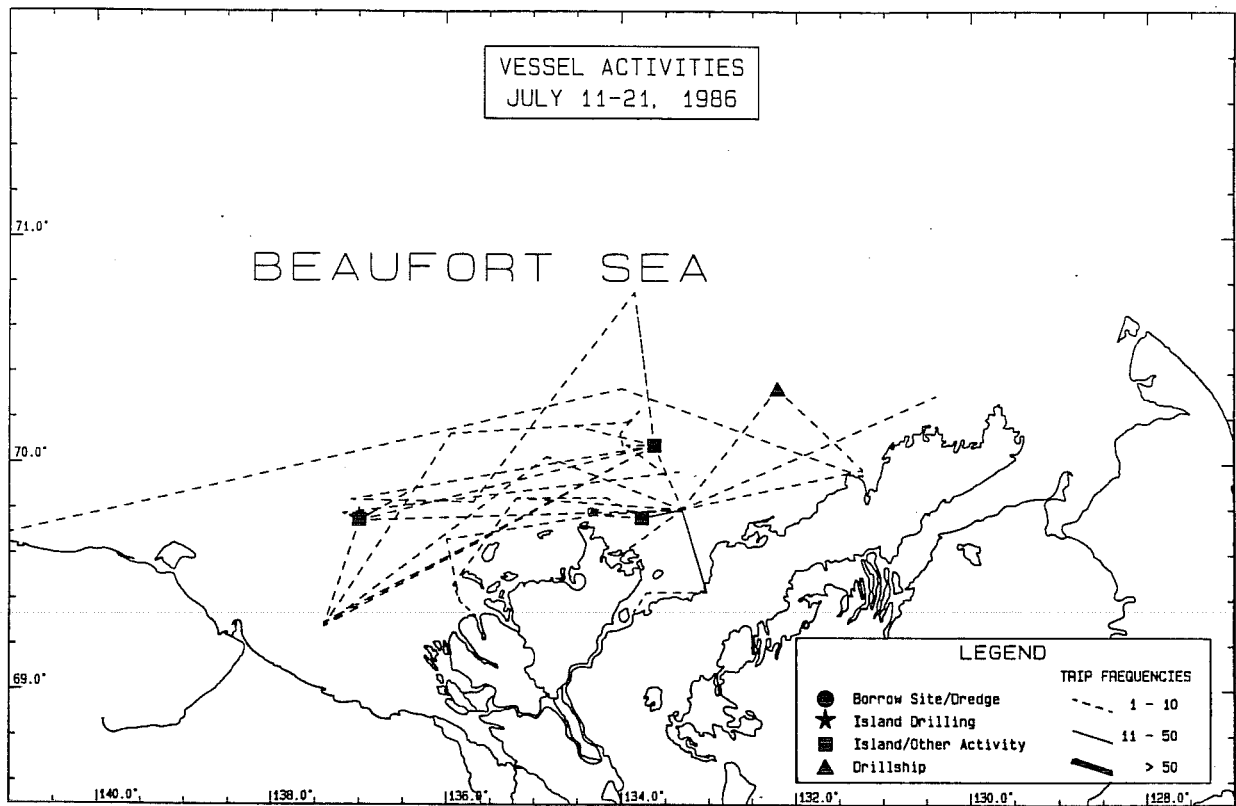 VESSEL ACTIVITIES
JULY 11-21, 1986
71.0°
BEAUFORT SEA
70.0°
69.0°
LEGEND
TRIP FREQUENCIES
Borrow Site/Dredge
1 - 10
Island Drilling
11 - 50
Island/Other Activity
> 50
Drillship
140.0° 138.0° 136.0° 134.0° 132.0° 130.0° 128.0°